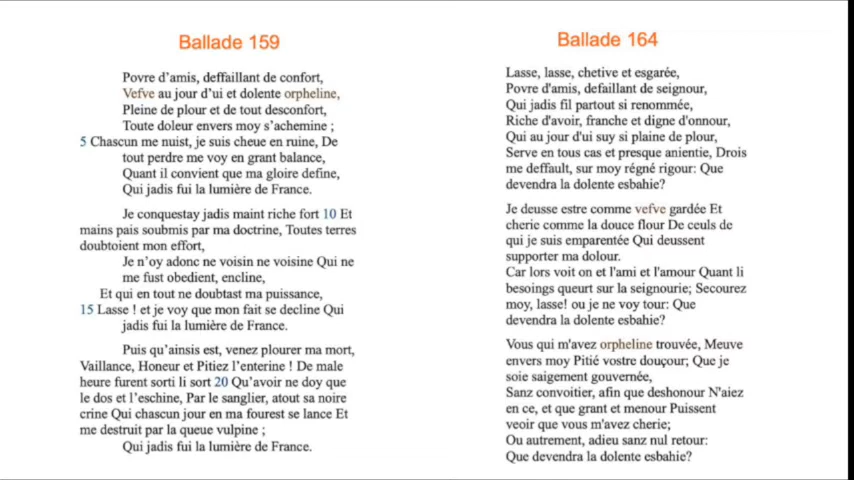 Ballade 159
Povre d'amis, deffaillant de confort,
Vefve au jour d'ui et dolente orpheline,
Pleine de plour et de tout desconfort,
Toute doleur envers moy s'achemine ;
5 Chascun me nuist, je suis cheue en ruine, De
tout perdre me voy en grant balance,
Quant il convient que ma gloire define,
Qui jadis fui la lumière de France.
Je conquestay jadis maint riche fort 10 Et
mains pais soubmis par ma doctrine, Toutes terres
doubtoient mon effort,
Je n'oy adonc ne voisin ne voisine Qui ne
me fust obedient, encline,
Et qui en tout ne doubtast ma puissance,
15 Lasse ! et je voy que mon fait se decline Qui
jadis fui la lumière de France.
Puis qu'ainsis est, venez plourer ma mort,
Vaillance, Honeur et Pitiez l'enterine ! De male
heure furent sorti li sort 20 Qu'avoir ne doy que
le dos et l'eschine, Par le sanglier, atout sa noire
crine Qui chascun jour en ma fourest se lance Et
me destruit par la queue vulpine ;
Qui jadis fui la lumière de France.
Ballade 164
Lasse, lasse, chetive et esgarée,
Povre d'amis, defaillant de seignour,
Qui jadis fil partout si renommée,
Riche d'avoir, franche et digne d'onnour,
Qui au jour d'ui suy si plaine de plour,
Serve en tous cas et presque anientie, Drois
me deffault, sur moy régné rigour: Que
devendra la dolente esbahie?
Je deusse estre comme vefve gardée Et
cherie comme la douce flour De ceuls de
qui je suis emparentée Qui deussent
supporter ma dolour.
Car lors voit on et l'ami et l'amour Quant li
besoings queurt sur la seignourie; Secourez
moy, lasse! ou je ne voy tour: Que
devendra la dolente esbahie?
Vous qui m'avez orpheline trouvée, Meuve
envers moy Pitié vostre douçour; Que je
soie saigement gouvernée,
Sanz convoitier, afin que deshonour N'aiez
en ce, et que grant et menour Puissent
veoir que vous m'avez cherie;
Ou autrement, adieu sanz nul retour:
Que devendra la dolente esbahie?